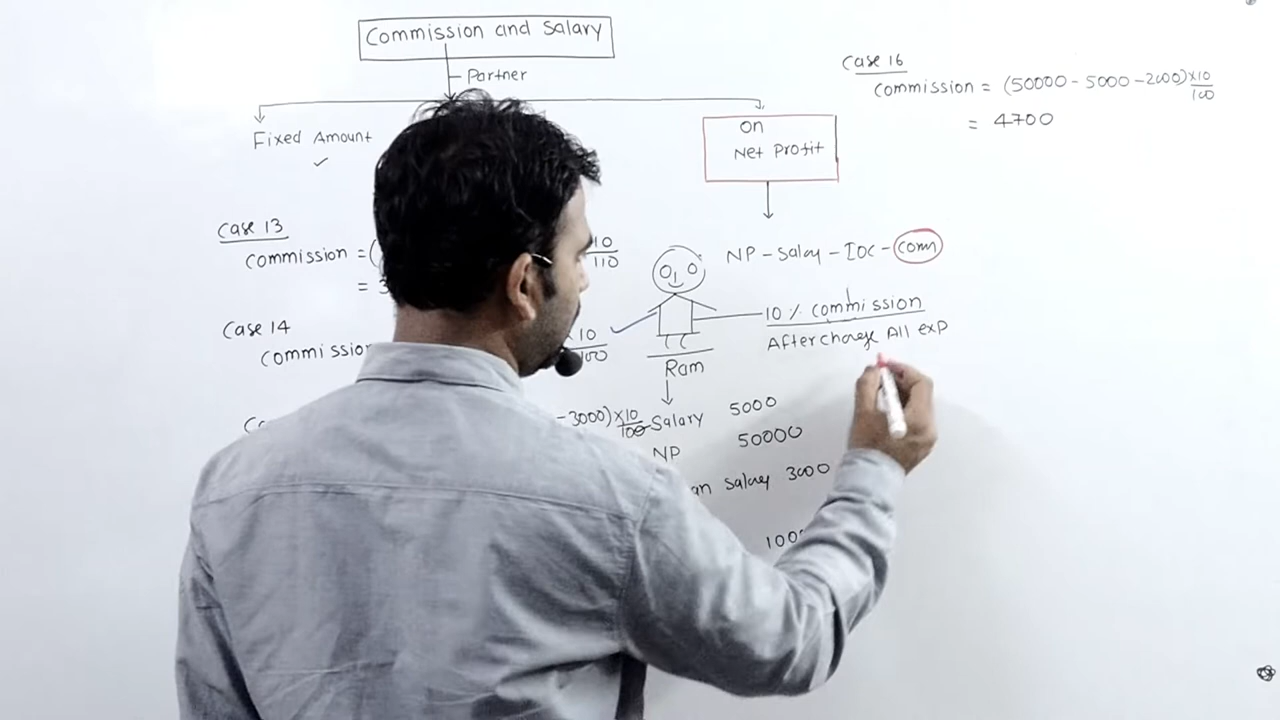 Commission and Salary
Partner
Fixed Amount
✓
On
Net Profit
Case 16
commission = (50000 - 5000 - 2000) × 10/100
= 4700
Case 13
commission = ( 10/110
= 3
NP - Salary - IOC - Comm
10 % commission
After charge All exp
Case 14
commission 10/100
Ram
-3000) × 10/100
Salary 5000
NP 50000
Salary 3000